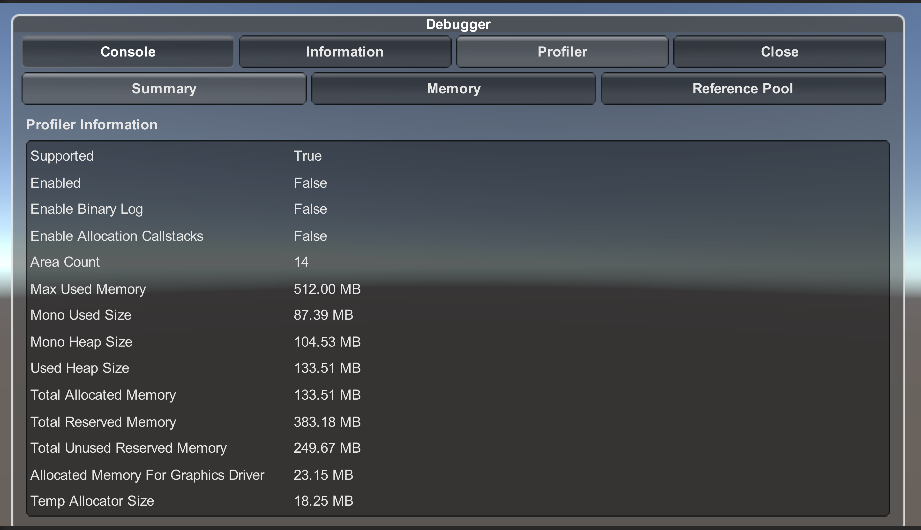 Debugger
Console Information Profiler Close
Summary Memory Reference Pool
Profiler Information
Supported True
Enabled False
Enable Binary Log False
Enable Allocation Callstacks False
Area Count 14
Max Used Memory 512.00 MB
Mono Used Size 87.39 MB
Mono Heap Size 104.53 MB
Used Heap Size 133.51 MB
Total Allocated Memory 133.51 MB
Total Reserved Memory 383.18 MB
Total Unused Reserved Memory 249.67 MB
Allocated Memory For Graphics Driver 23.15 MB
Temp Allocator Size 18.25 MB